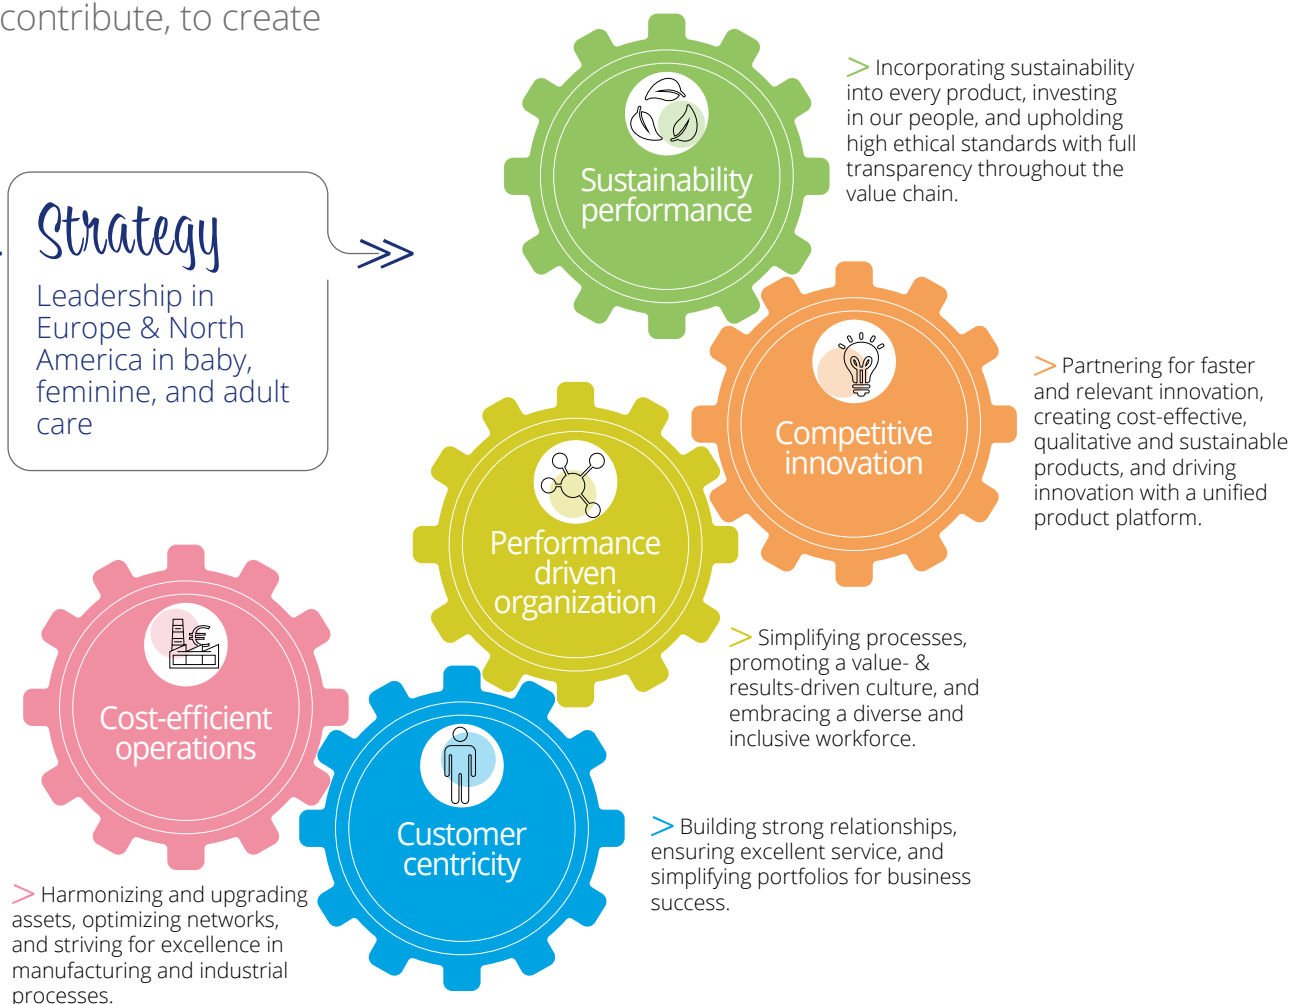 contribute, to create
Strategy
Leadership in
Europe & North
America in baby,
feminine, and adult
care
Sustainability
performance
> Incorporating sustainability
into every product, investing
in our people, and upholding
high ethical standards with full
transparency throughout the
value chain.
Competitive
innovation
> Partnering for faster
and relevant innovation,
creating cost-effective,
qualitative and sustainable
products, and driving
innovation with a unified
product platform.
Performance
driven
organization
> Simplifying processes,
promoting a value- &
results-driven culture, and
embracing a diverse and
inclusive workforce.
€
Cost-efficient
operations
> Harmonizing and upgrading
assets, optimizing networks,
and striving for excellence in
manufacturing and industrial
processes.
Customer
centricity
> Building strong relationships,
ensuring excellent service, and
simplifying portfolios for business
success.